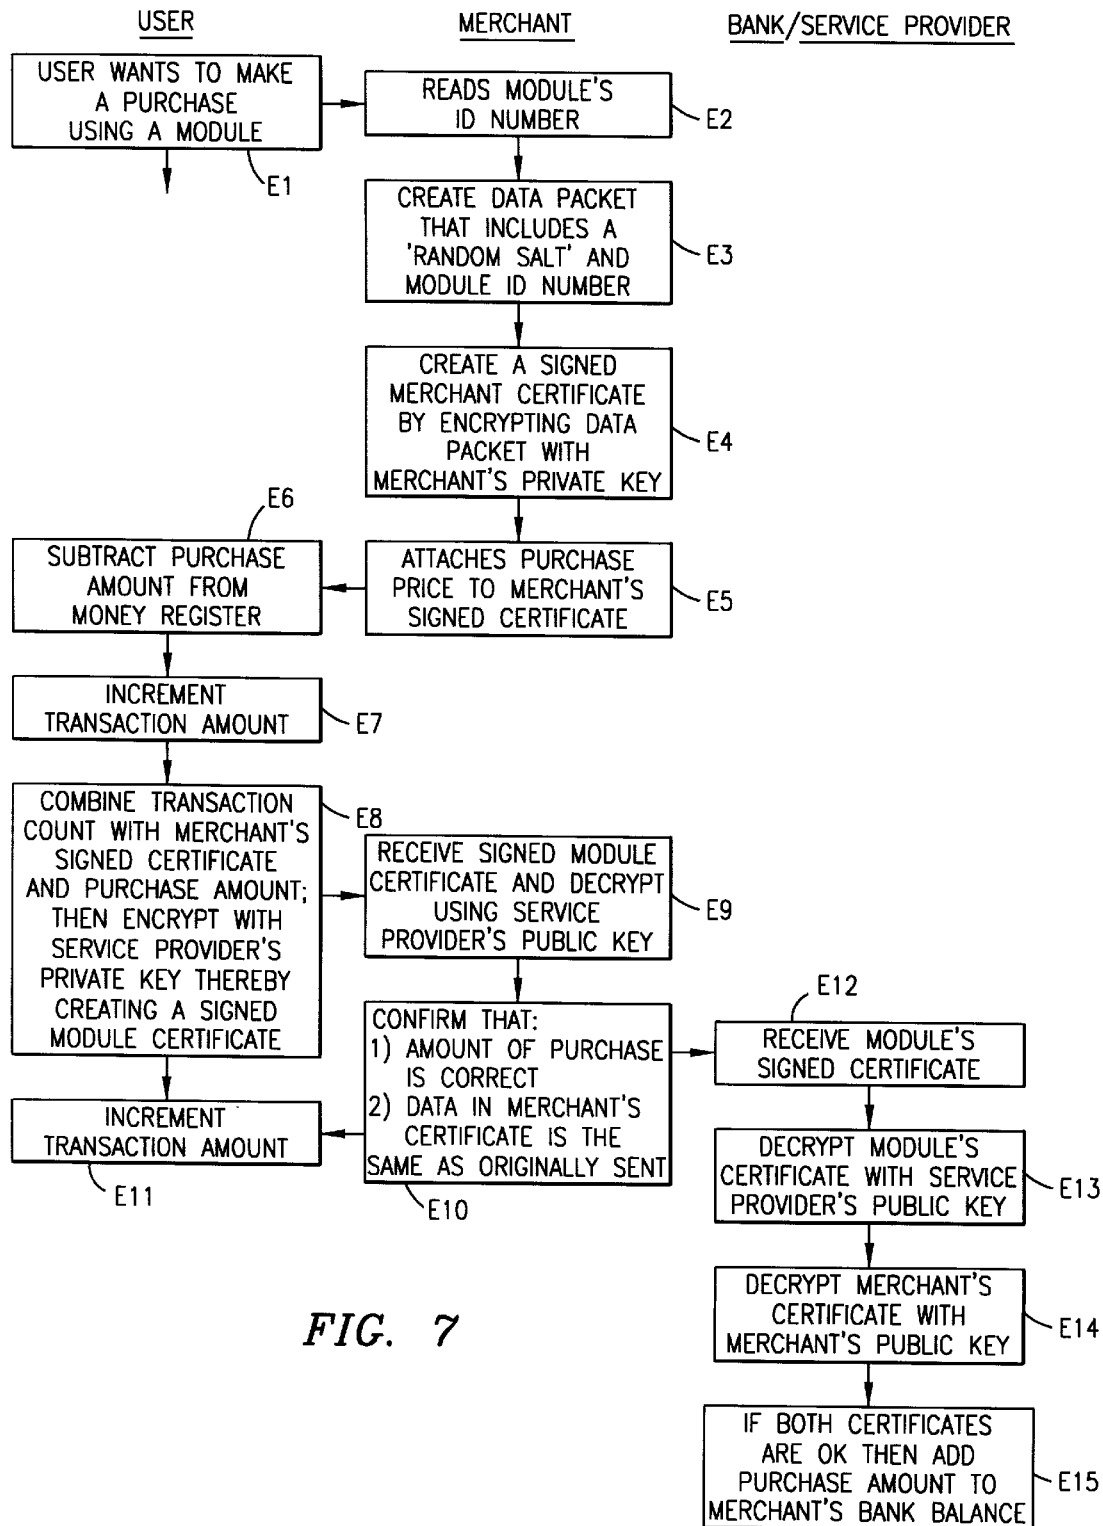 USER
MERCHANT
BANK/SERVICE PROVIDER
USER WANTS TO MAKE
A PURCHASE
USING A MODULE
E1
READS MODULE'S
ID NUMBER
E2
CREATE DATA PACKET
THAT INCLUDES A
'RANDOM SALT' AND
MODULE ID NUMBER
E3
CREATE A SIGNED
MERCHANT CERTIFICATE
BY ENCRYPTING DATA
PACKET WITH
MERCHANT'S PRIVATE KEY
E4
ATTACHES PURCHASE
PRICE TO MERCHANT'S
SIGNED CERTIFICATE
E5
E6
SUBTRACT PURCHASE
AMOUNT FROM
MONEY REGISTER
INCREMENT
TRANSACTION AMOUNT
E7
COMBINE TRANSACTION
COUNT WITH MERCHANT'S
SIGNED CERTIFICATE
AND PURCHASE AMOUNT;
THEN ENCRYPT WITH
SERVICE PROVIDER'S
PRIVATE KEY THEREBY
CREATING A SIGNED
MODULE CERTIFICATE
E8
RECEIVE SIGNED MODULE
CERTIFICATE AND DECRYPT
USING SERVICE
PROVIDER'S PUBLIC KEY
E9
CONFIRM THAT:
1) AMOUNT OF PURCHASE
IS CORRECT
2) DATA IN MERCHANT'S
CERTIFICATE IS THE
SAME AS ORIGINALLY SENT
E10
INCREMENT
TRANSACTION AMOUNT
E11
E12
RECEIVE MODULE'S
SIGNED CERTIFICATE
DECRYPT MODULE'S
CERTIFICATE WITH SERVICE
PROVIDER'S PUBLIC KEY
E13
DECRYPT MERCHANT'S
CERTIFICATE WITH
MERCHANT'S PUBLIC KEY
E14
IF BOTH CERTIFICATES
ARE OK THEN ADD
PURCHASE AMOUNT TO
MERCHANT'S BANK BALANCE
E15
FIG. 7